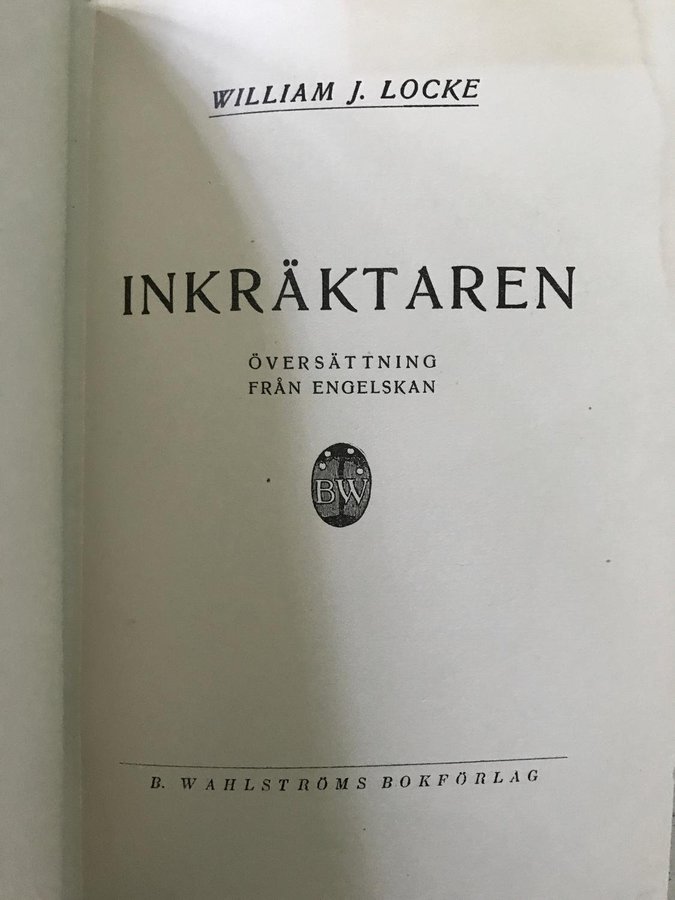 WILLIAM J. LOCKE
INKRÄKTAREN
ÖVERSÄTTNING
FRÅN ENGELSKAN
BW
B. WAHLSTRÖMS BOKFÖRLAG